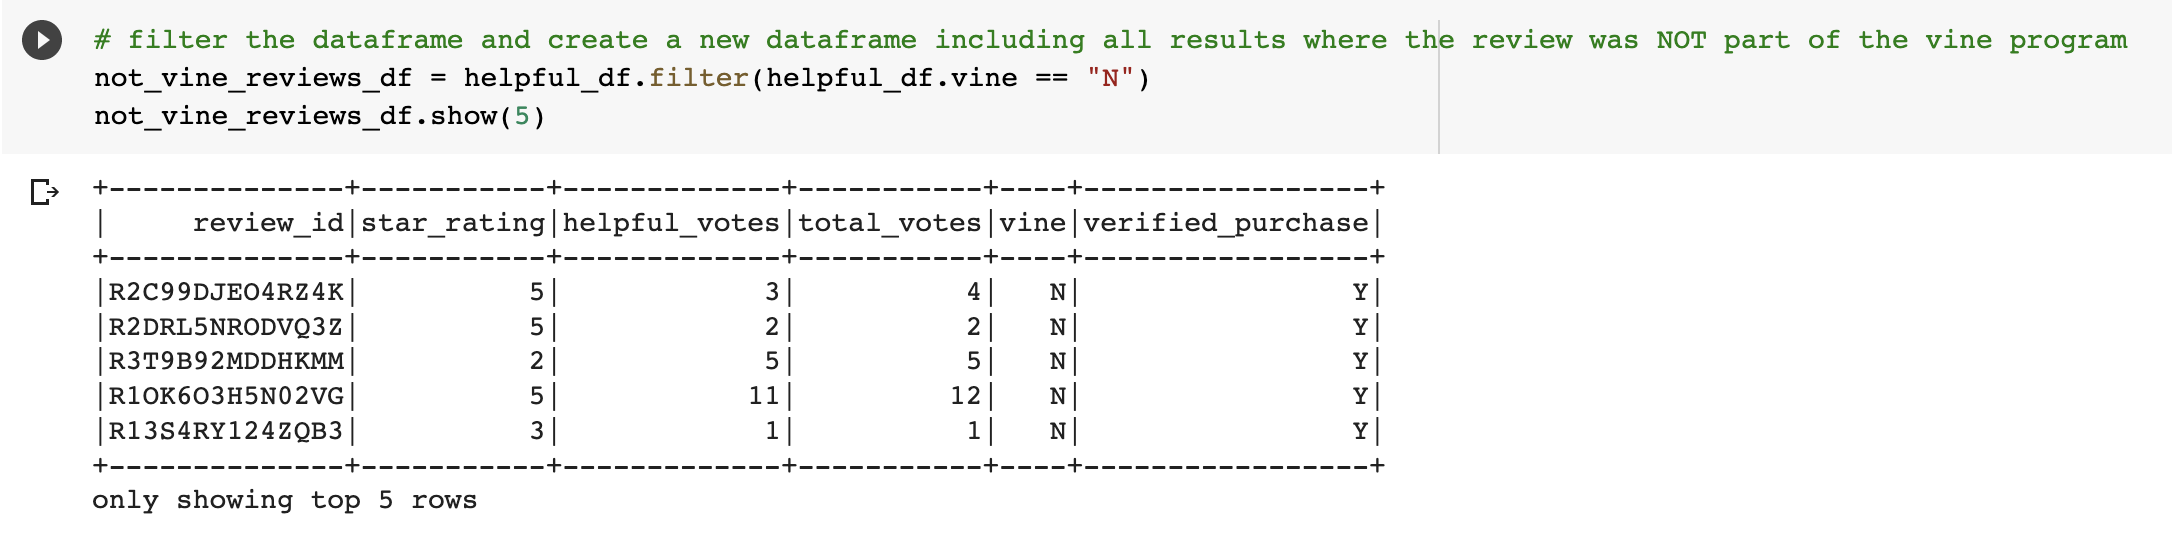 # filter the dataframe and create a new dataframe including all results where the review was NOT part of the vine program
not_vine_reviews_df = helpful_df.filter(helpful_df.vine == "N")
not_vine_reviews_df.show(5)
+--------------+-----------+-------------+-----------+----+-----------------+
|     review_id|star_rating|helpful_votes|total_votes|vine|verified_purchase|
+--------------+-----------+-------------+-----------+----+-----------------+
|R2C99DJEO4RZ4K|          5|            3|          4|   N|                Y|
|R2DRL5NRODVQ3Z|          5|            2|          2|   N|                Y|
|R3T9B92MDDHKMM|          2|            5|          5|   N|                Y|
|R1OK6O3H5N02VG|          5|           11|         12|   N|                Y|
|R13S4RY124ZQB3|          3|            1|          1|   N|                Y|
+--------------+-----------+-------------+-----------+----+-----------------+
only showing top 5 rows